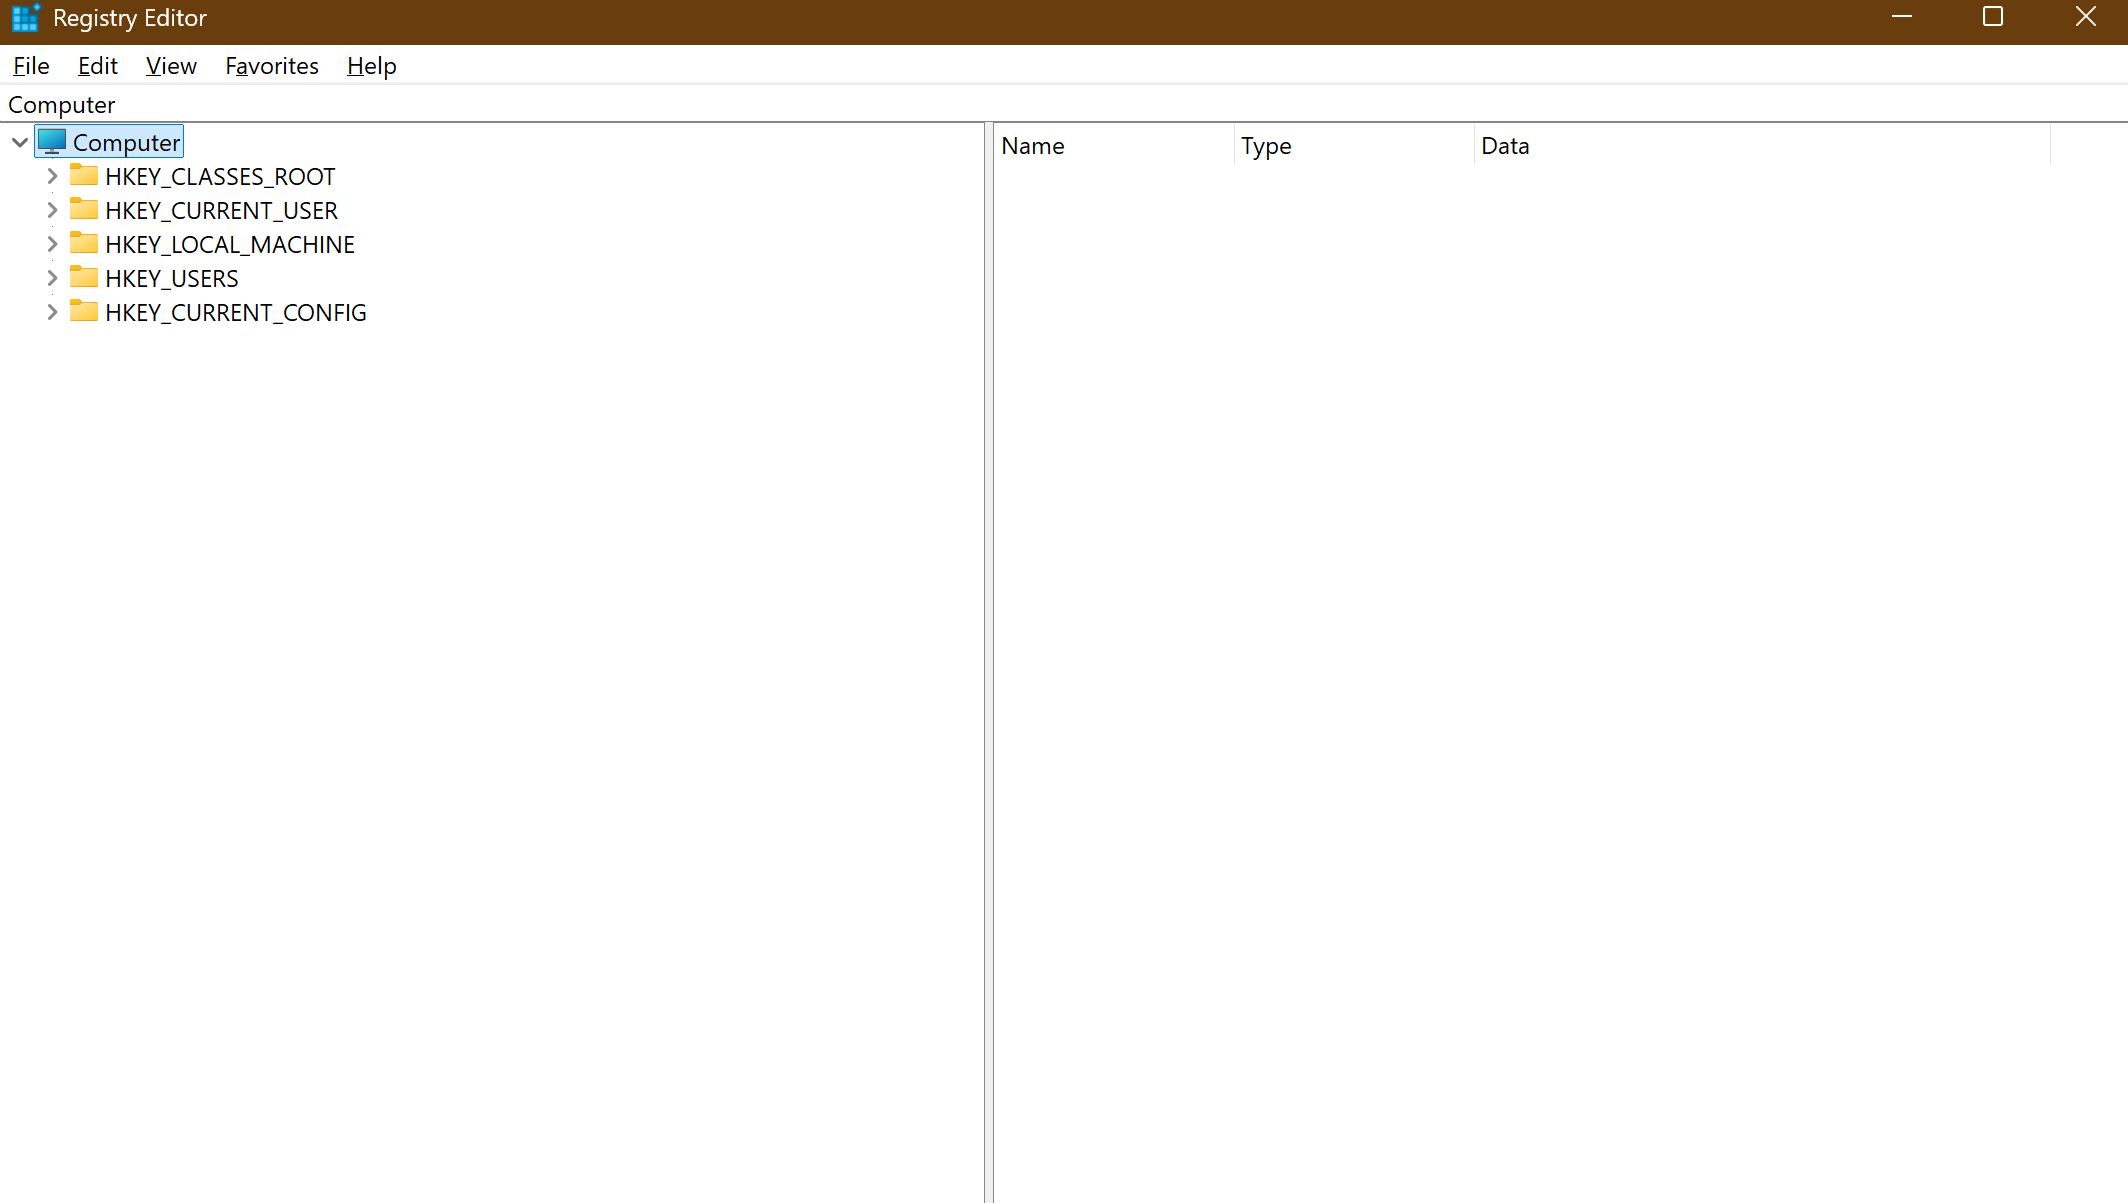 Registry Editor
File Edit View Favorites Help
Computer
Computer
HKEY_CLASSES_ROOT
HKEY_CURRENT_USER
HKEY_LOCAL_MACHINE
HKEY_USERS
HKEY_CURRENT_CONFIG
Name Type Data